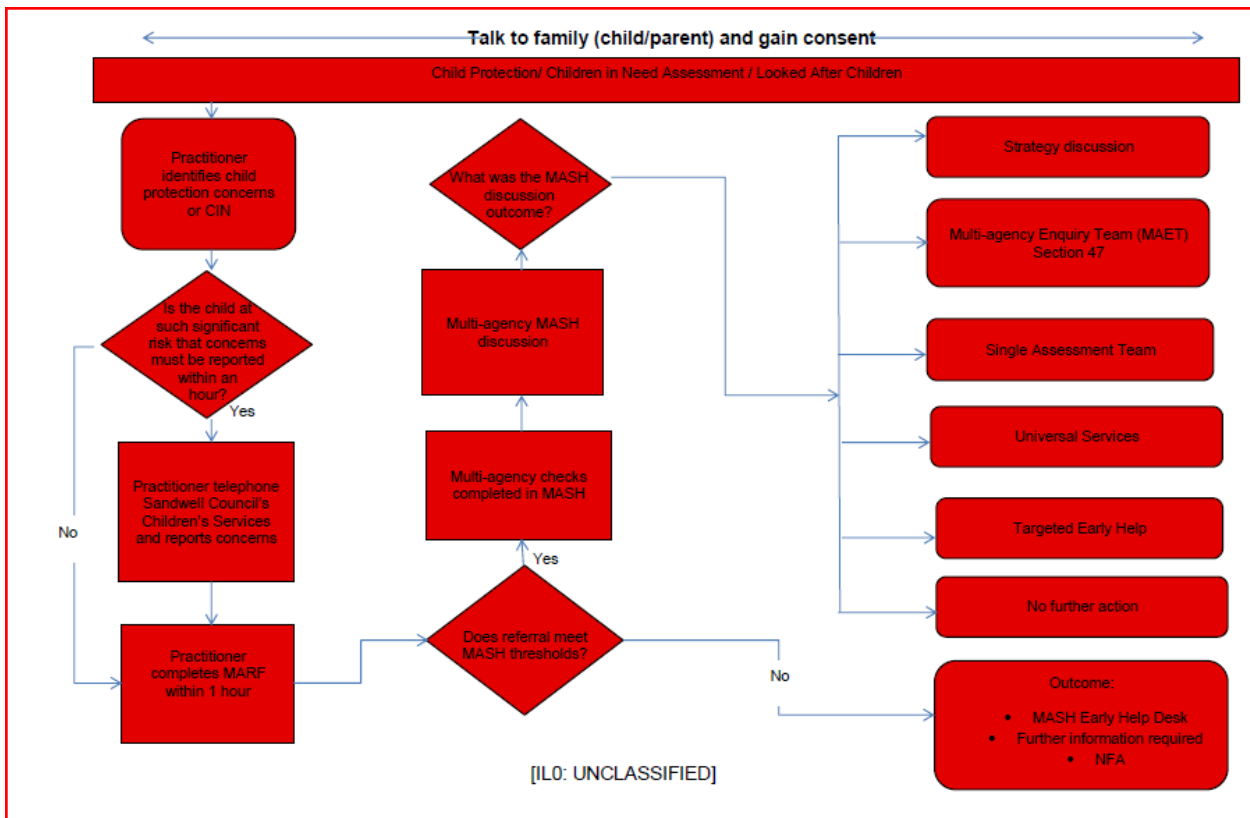 Talk to family (child/parent) and gain consent
Child Protection/ Children in Need Assessment / Looked After Children
Practitioner
identifies child
protection concerns
or CIN
Is the child at
such significant
risk that concerns
must be reported
within an
hour?
Yes
No
Practitioner telephone
Sandwell Council's
Children's Services
and reports concerns
Practitioner
completes MARF
within 1 hour
What was the MASH
discussion
outcome?
Multi-agency MASH
discussion
Multi-agency checks
completed in MASH
Yes
Does referral meet
MASH thresholds?
No
Strategy discussion
Multi-agency Enquiry Team (MAET)
Section 47
Single Assessment Team
Universal Services
Targeted Early Help
No further action
Outcome:
• MASH Early Help Desk
• Further information required
• NFA
[IL0: UNCLASSIFIED]